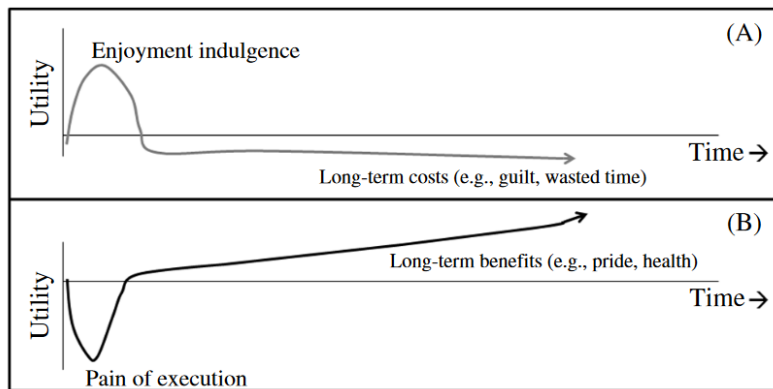 (A)
Enjoyment indulgence
Utility
Time →
Long-term costs (e.g., guilt, wasted time)
(B)
Long-term benefits (e.g., pride, health)
Utility
Time →
Pain of execution